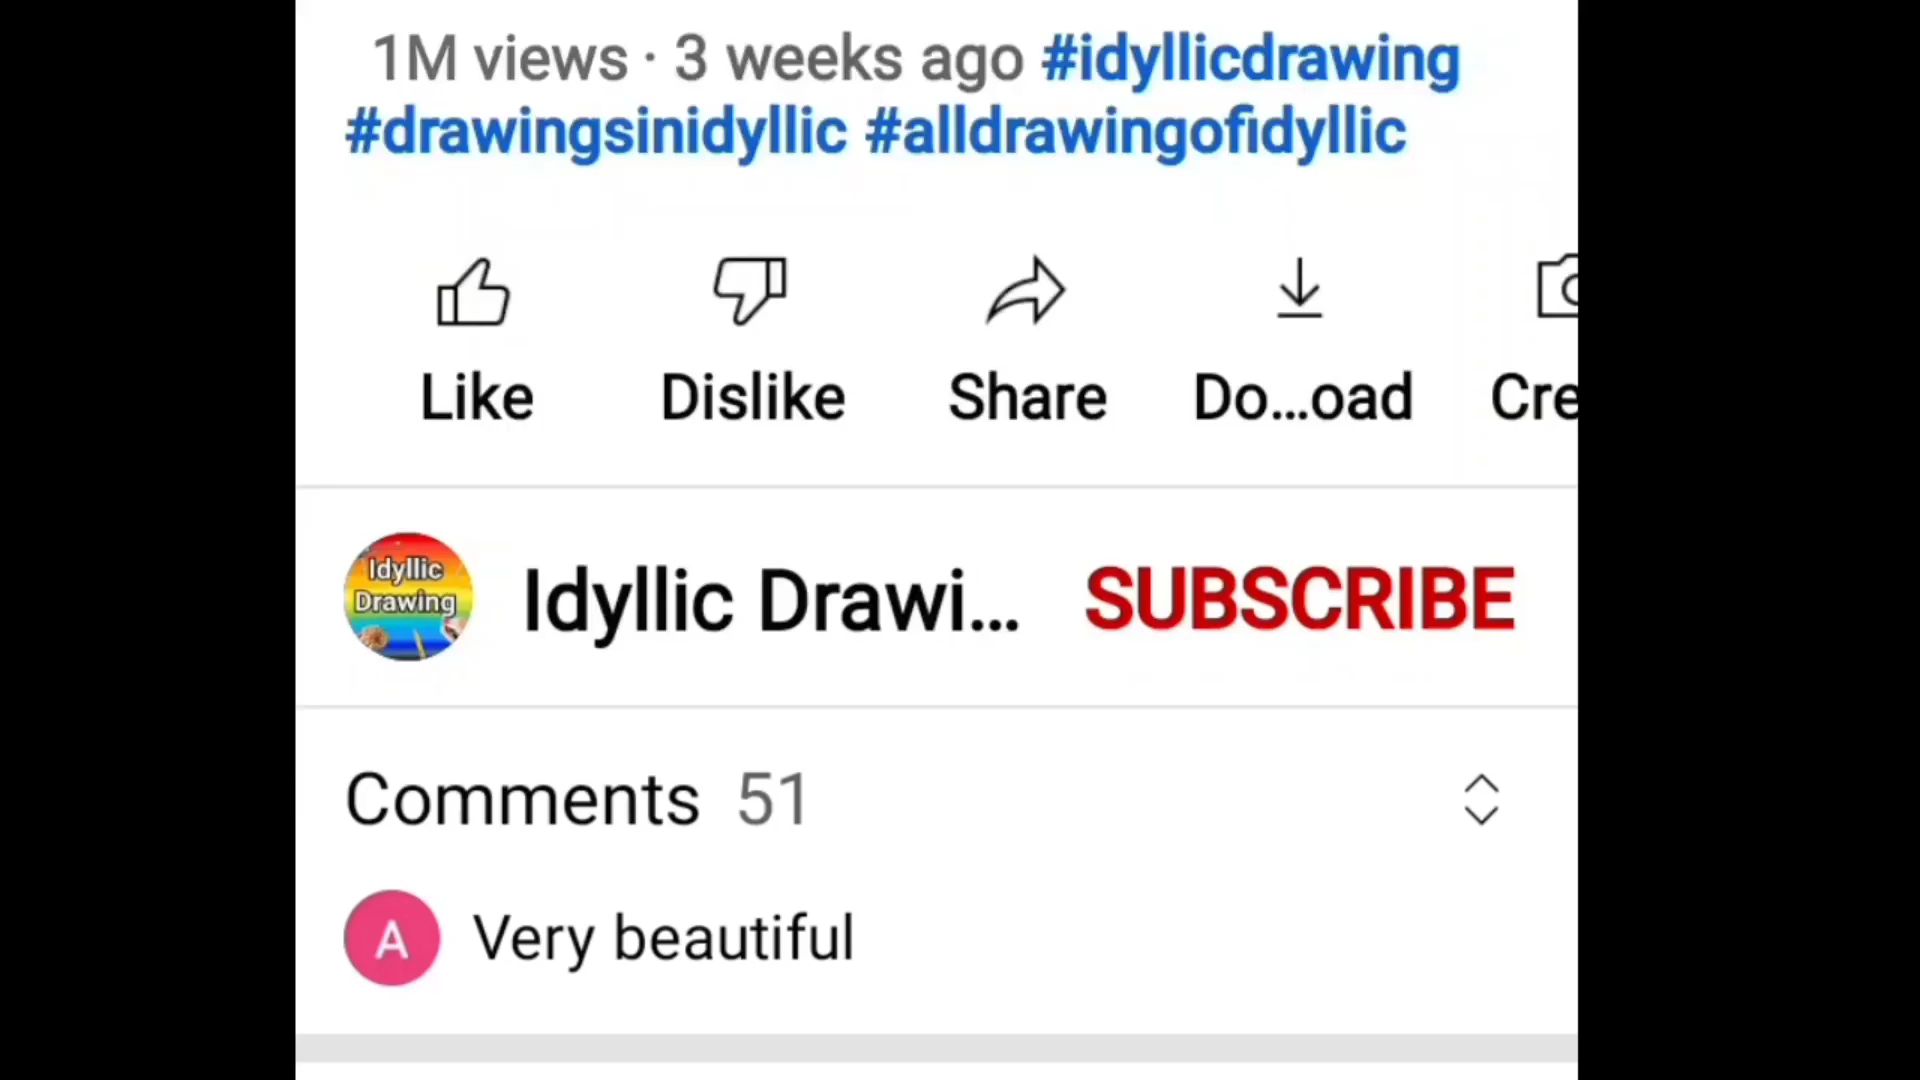 1M views · 3 weeks ago #idyllicdrawing
#drawingsinidyllic #alldrawingofidyllic
Like Dislike Share Do...oad Cre
Idyllic
Drawing
Idyllic Drawi... SUBSCRIBE
Comments 51
A Very beautiful